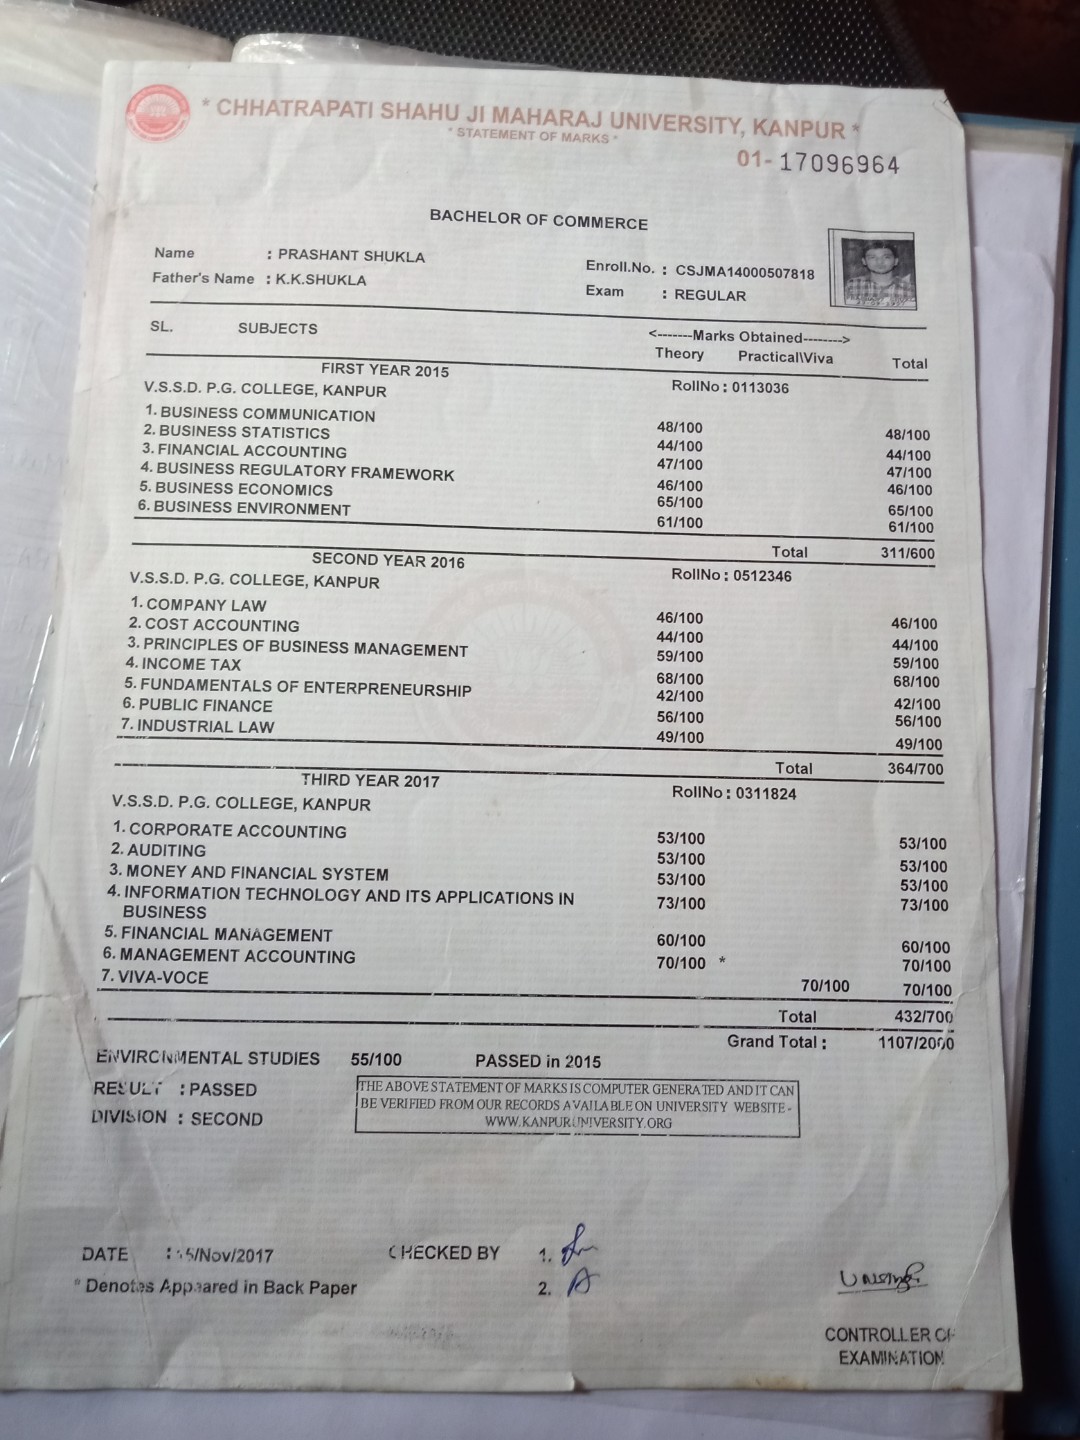 * CHHATRAPATI SHAHU JI MAHARAJ UNIVERSITY, KANPUR *
* STATEMENT OF MARKS *
01- 17096964
BACHELOR OF COMMERCE
Name : PRASHANT SHUKLA
Father's Name : K.K.SHUKLA
Enroll.No. : CSJMA14000507818
Exam : REGULAR
SL. SUBJECTS <-------Marks Obtained-------->
Theory Practical\Viva Total
FIRST YEAR 2015
V.S.S.D. P.G. COLLEGE, KANPUR RollNo : 0113036
1. BUSINESS COMMUNICATION 48/100 48/100
2. BUSINESS STATISTICS 44/100 44/100
3. FINANCIAL ACCOUNTING 47/100 47/100
4. BUSINESS REGULATORY FRAMEWORK 46/100 46/100
5. BUSINESS ECONOMICS 65/100 65/100
6. BUSINESS ENVIRONMENT 61/100 61/100
Total 311/600
SECOND YEAR 2016
V.S.S.D. P.G. COLLEGE, KANPUR RollNo : 0512346
1. COMPANY LAW 46/100 46/100
2. COST ACCOUNTING 44/100 44/100
3. PRINCIPLES OF BUSINESS MANAGEMENT 59/100 59/100
4. INCOME TAX 68/100 68/100
5. FUNDAMENTALS OF ENTERPRENEURSHIP 42/100 42/100
6. PUBLIC FINANCE 56/100 56/100
7. INDUSTRIAL LAW 49/100 49/100
Total 364/700
THIRD YEAR 2017
V.S.S.D. P.G. COLLEGE, KANPUR RollNo : 0311824
1. CORPORATE ACCOUNTING 53/100 53/100
2. AUDITING 53/100 53/100
3. MONEY AND FINANCIAL SYSTEM 53/100 53/100
4. INFORMATION TECHNOLOGY AND ITS APPLICATIONS IN 73/100 73/100
BUSINESS
5. FINANCIAL MANAGEMENT 60/100 60/100
6. MANAGEMENT ACCOUNTING 70/100 * 70/100
7. VIVA-VOCE 70/100 70/100
Total 432/700
Grand Total : 1107/2000
ENVIRONMENTAL STUDIES 55/100 PASSED in 2015
RESULT : PASSED
DIVISION : SECOND
THE ABOVE STATEMENT OF MARKS IS COMPUTER GENERATED AND IT CAN
BE VERIFIED FROM OUR RECORDS AVAILABLE ON UNIVERSITY WEBSITE -
WWW.KANPURUNIVERSITY.ORG
DATE : /Nov/2017 CHECKED BY 1.
* Denotes Appeared in Back Paper 2.
CONTROLLER OF
EXAMINATION